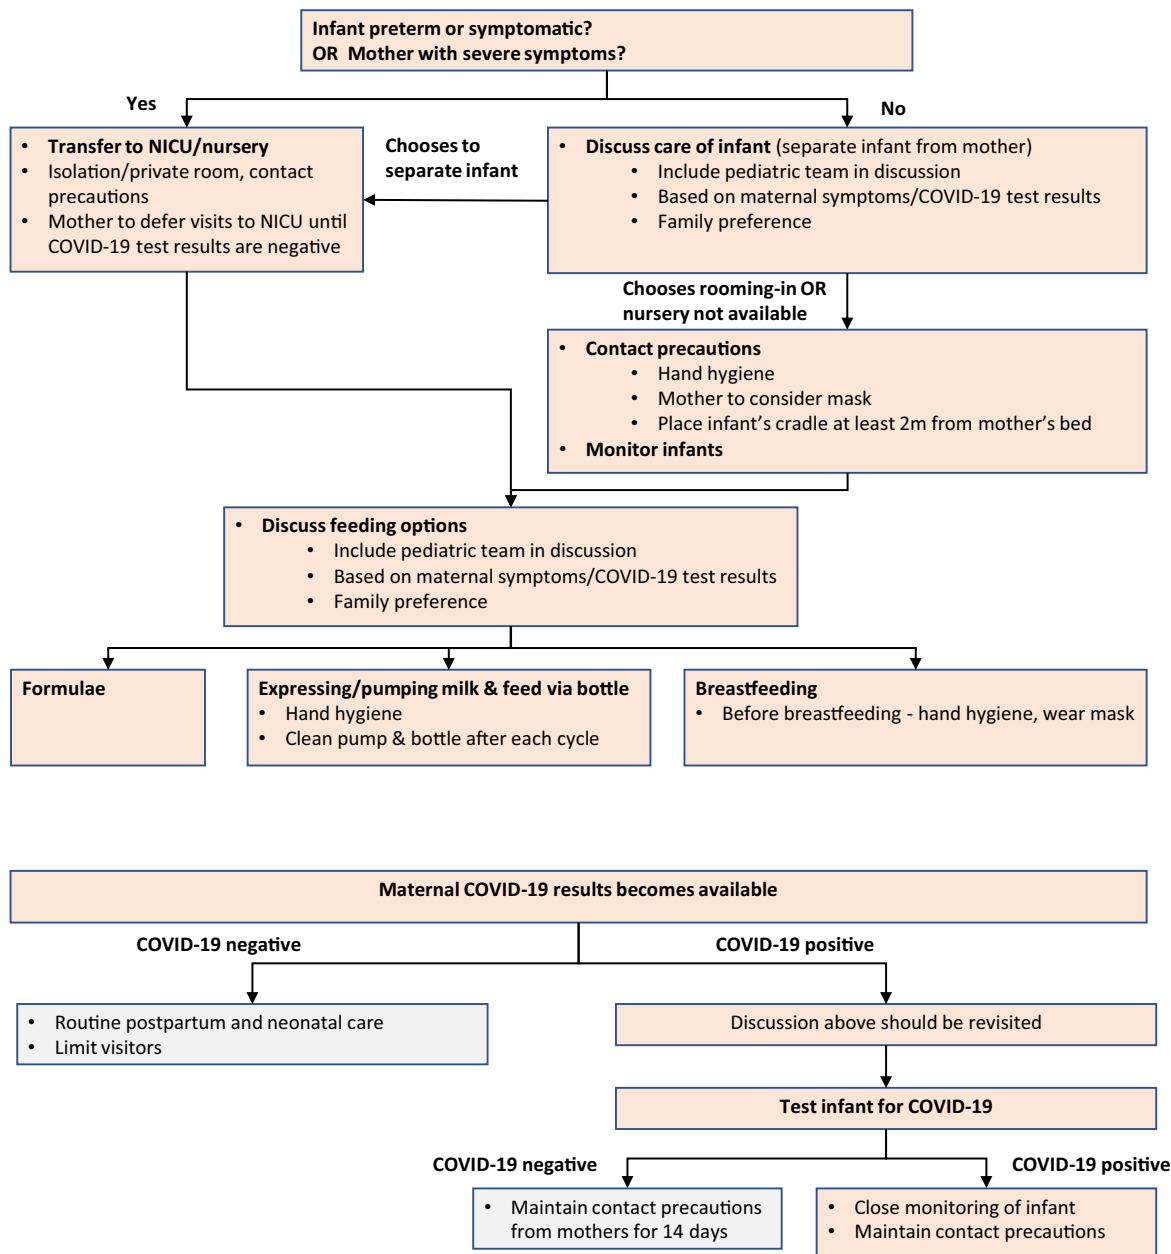 Infant preterm or symptomatic?
OR Mother with severe symptoms?
Yes
No
• Transfer to NICU/nursery
• Isolation/private room, contact
precautions
• Mother to defer visits to NICU until
COVID-19 test results are negative
Chooses to
separate infant
• Discuss care of infant (separate infant from mother)
• Include pediatric team in discussion
• Based on maternal symptoms/COVID-19 test results
• Family preference
Chooses rooming-in OR
nursery not available
• Contact precautions
• Hand hygiene
• Mother to consider mask
• Place infant's cradle at least 2m from mother's bed
• Monitor infants
• Discuss feeding options
• Include pediatric team in discussion
• Based on maternal symptoms/COVID-19 test results
• Family preference
Formulae
Expressing/pumping milk & feed via bottle
• Hand hygiene
• Clean pump & bottle after each cycle
Breastfeeding
• Before breastfeeding - hand hygiene, wear mask
Maternal COVID-19 results becomes available
COVID-19 negative
COVID-19 positive
• Routine postpartum and neonatal care
• Limit visitors
Discussion above should be revisited
Test infant for COVID-19
COVID-19 negative
COVID-19 positive
• Maintain contact precautions
from mothers for 14 days
• Close monitoring of infant
• Maintain contact precautions